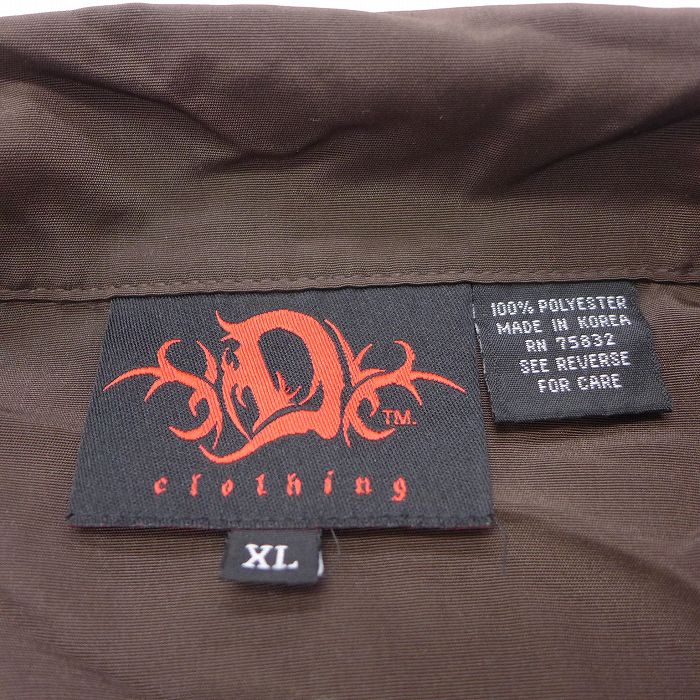 D
TM.
clothing
XL
100% POLYESTER
MADE IN KOREA
RN 75832
SEE REVERSE
FOR CARE